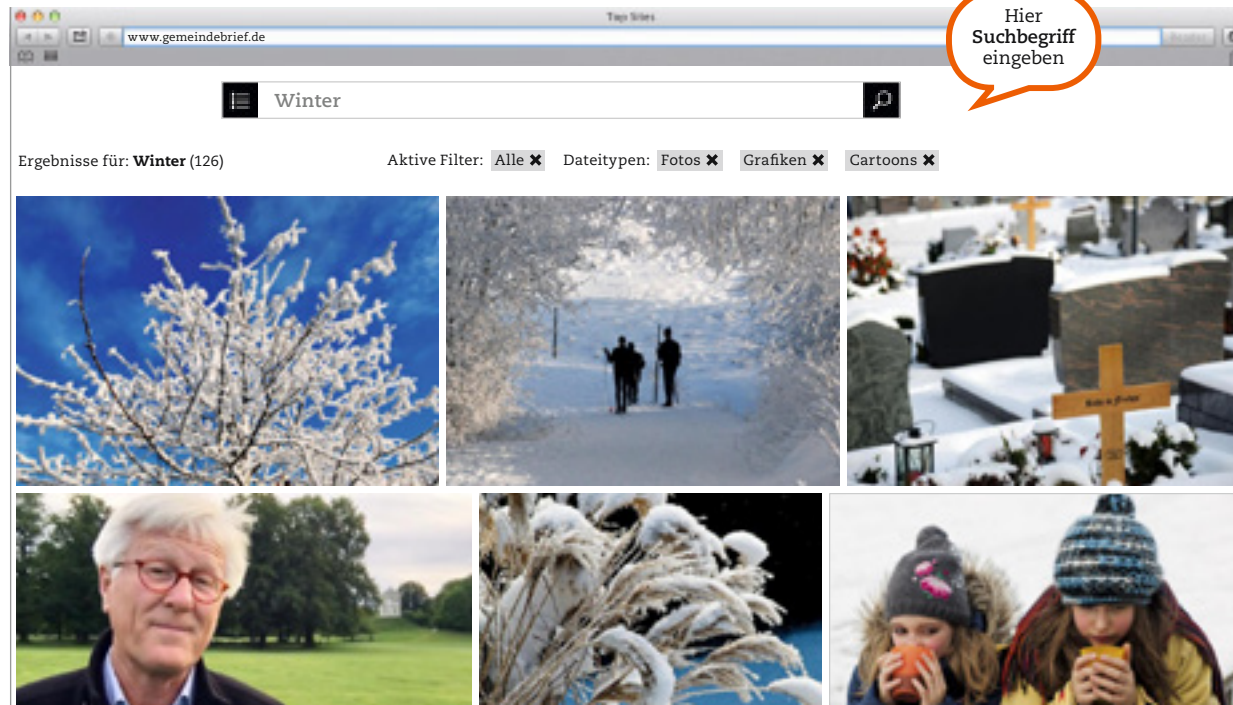 Top Sites
www.gemeindebrief.de
Reader
Hier
Suchbegriff
eingeben
Winter
Ergebnisse für: Winter (126)
Aktive Filter: Alle ✖ Dateitypen: Fotos ✖ Grafiken ✖ Cartoons ✖